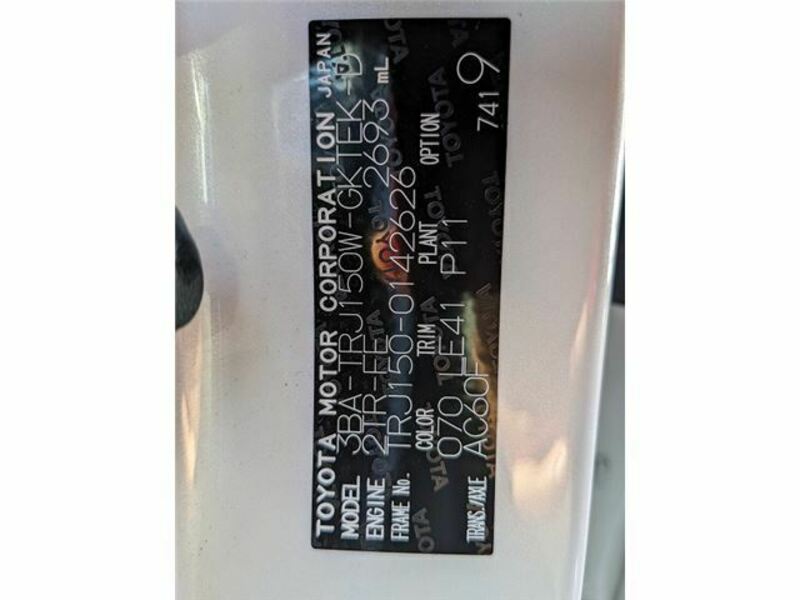 TOYOTA MOTOR CORPORATION JAPAN
MODEL 3BA-TRJ150W-GKTEK-D
ENGINE 2TR-FE 2693 mL
FRAME No. TRJ150-0142626
COLOR TRIM PLANT OPTION
070 LE41 P11
TRANS./AXLE AC60F 7419